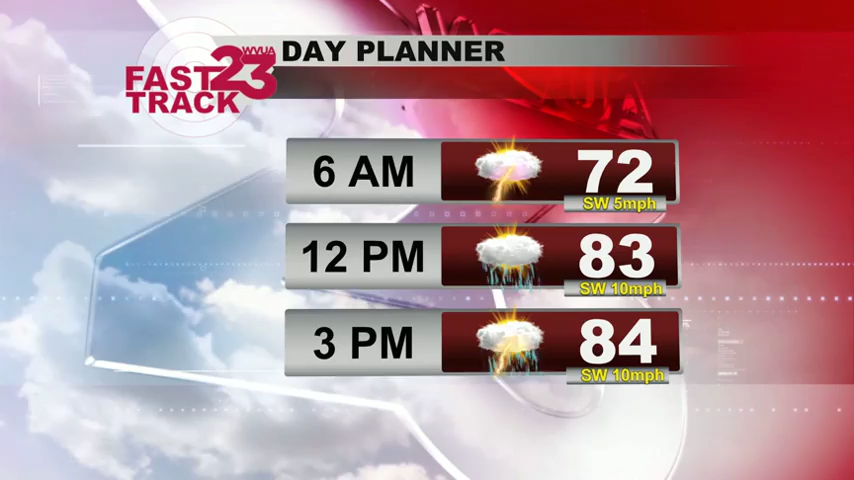 WVUA
23
FAST
TRACK
DAY PLANNER
6 AM
72
SW 5mph
12 PM
83
SW 10mph
3 PM
84
SW 10mph